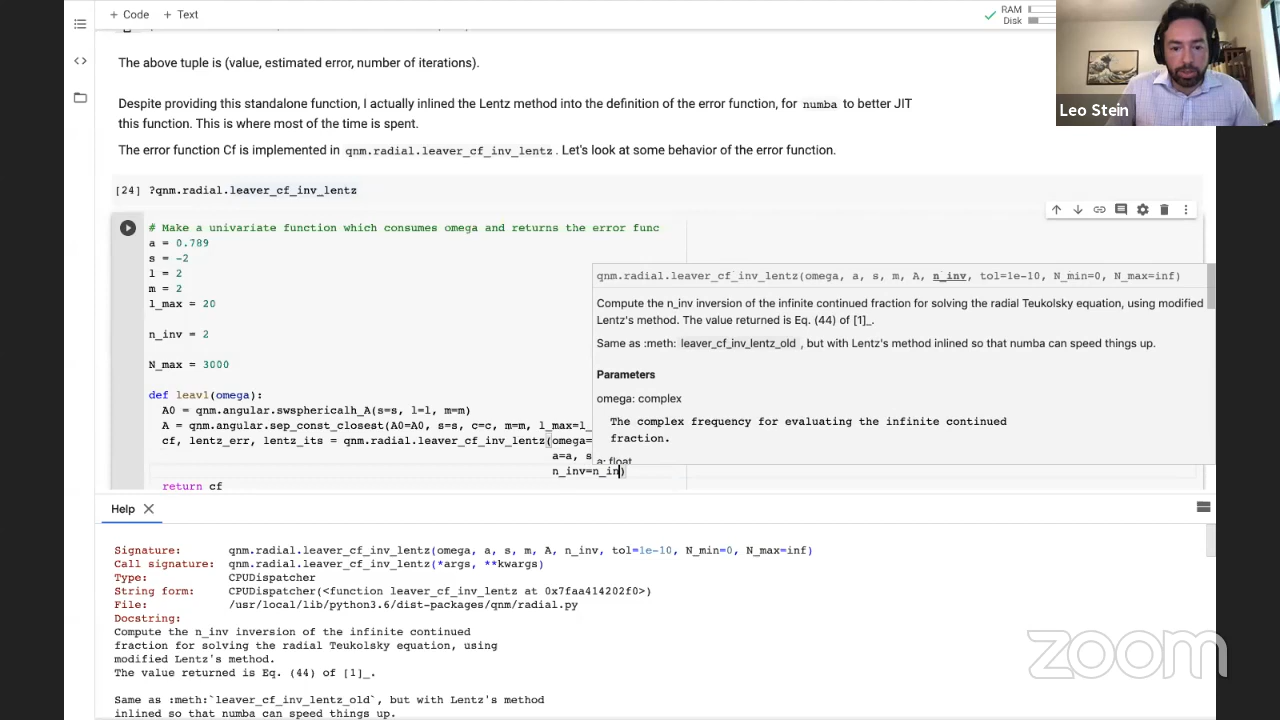 + Code + Text
RAM
Disk
The above tuple is (value, estimated error, number of iterations).
Despite providing this standalone function, I actually inlined the Lentz method into the definition of the error function, for numba to better JIT
this function. This is where most of the time is spent.
The error function Cf is implemented in qnm.radial.leaver_cf_inv_lentz. Let's look at some behavior of the error function.
[24] ?qnm.radial.leaver_cf_inv_lentz
# Make a univariate function which consumes omega and returns the error func
a = 0.789
s = -2
l = 2
m = 2
l_max = 20
n_inv = 2
N_max = 3000
def leav1(omega):
A0 = qnm.angular.swsphericalh_A(s=s, l=l, m=m)
A = qnm.angular.sep_const_closest(A0=A0, s=s, c=c, m=m, l_max=l_
cf, lentz_err, lentz_its = qnm.radial.leaver_cf_inv_lentz(omega=
a=a, s
n_inv=n_in)
return cf
qnm.radial.leaver_cf_inv_lentz(omega, a, s, m, A, n_inv, tol=1e-10, N_min=0, N_max=inf)
Compute the n_inv inversion of the infinite continued fraction for solving the radial Teukolsky equation, using modified
Lentz's method. The value returned is Eq. (44) of [1]_.
Same as :meth: leaver_cf_inv_lentz_old , but with Lentz's method inlined so that numba can speed things up.
Parameters
omega: complex
The complex frequency for evaluating the infinite continued
fraction.
a: float
Leo Stein
Help
Signature: qnm.radial.leaver_cf_inv_lentz(omega, a, s, m, A, n_inv, tol=1e-10, N_min=0, N_max=inf)
Call signature: qnm.radial.leaver_cf_inv_lentz(*args, **kwargs)
Type: CPUDispatcher
String form: CPUDispatcher(<function leaver_cf_inv_lentz at 0x7faa414202f0>)
File: /usr/local/lib/python3.6/dist-packages/qnm/radial.py
Docstring:
Compute the n_inv inversion of the infinite continued
fraction for solving the radial Teukolsky equation, using
modified Lentz's method.
The value returned is Eq. (44) of [1]_.
Same as :meth:`leaver_cf_inv_lentz_old`, but with Lentz's method
inlined so that numba can speed things up.
zoom